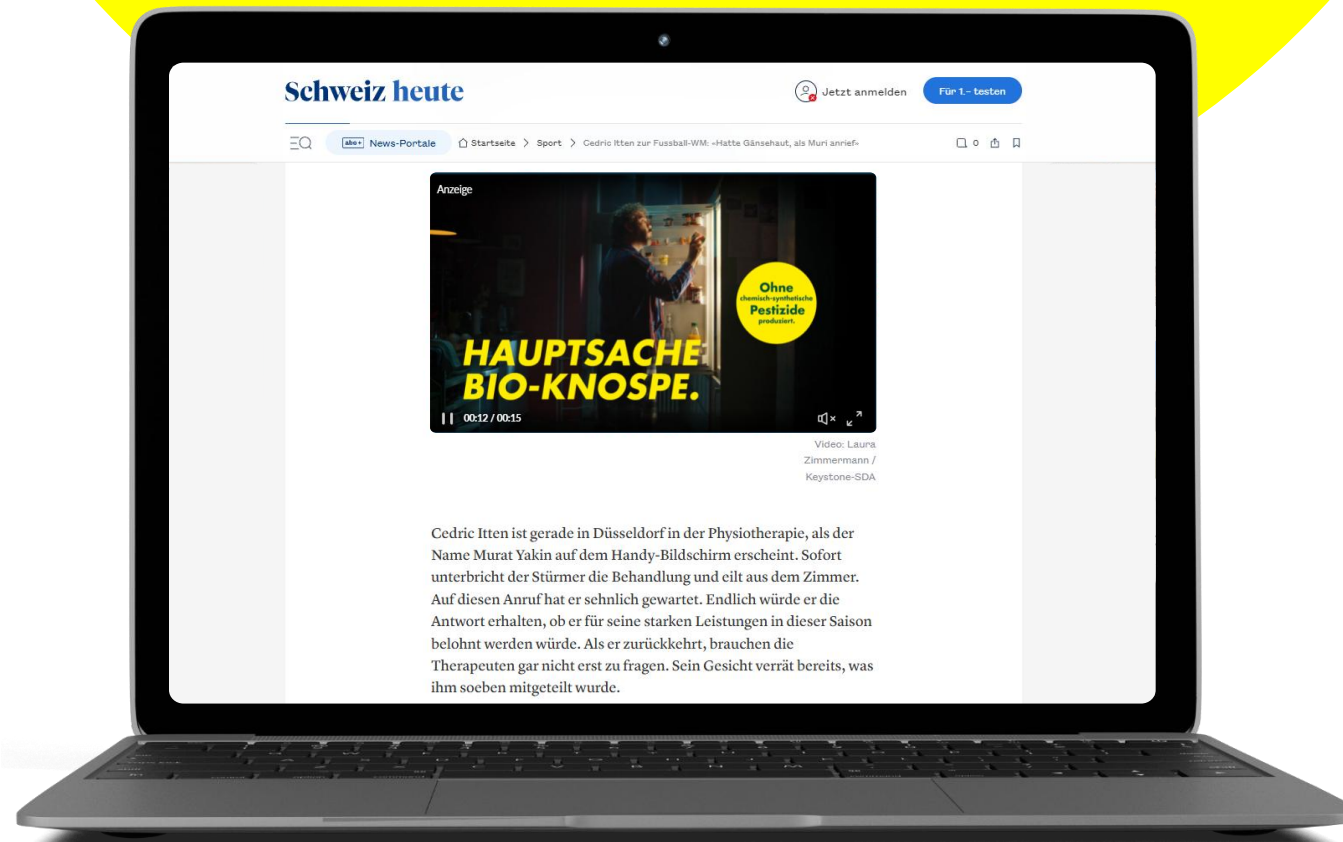 Schweiz heute
Jetzt anmelden
Für 1.– testen
abo+ News-Portale
Startseite > Sport > Cedric Itten zur Fussball-WM: «Hatte Gänsehaut, als Muri anrief»
0
Anzeige
Ohne
chemisch-synthetische
Pestizide
produziert.
HAUPTSACHE
BIO-KNOSPE.
00:12 / 00:15
Video: Laura
Zimmermann /
Keystone-SDA
Cedric Itten ist gerade in Düsseldorf in der Physiotherapie, als der
Name Murat Yakin auf dem Handy-Bildschirm erscheint. Sofort
unterbricht der Stürmer die Behandlung und eilt aus dem Zimmer.
Auf diesen Anruf hat er sehnlich gewartet. Endlich würde er die
Antwort erhalten, ob er für seine starken Leistungen in dieser Saison
belohnt werden würde. Als er zurückkehrt, brauchen die
Therapeuten gar nicht erst zu fragen. Sein Gesicht verrät bereits, was
ihm soeben mitgeteilt wurde.